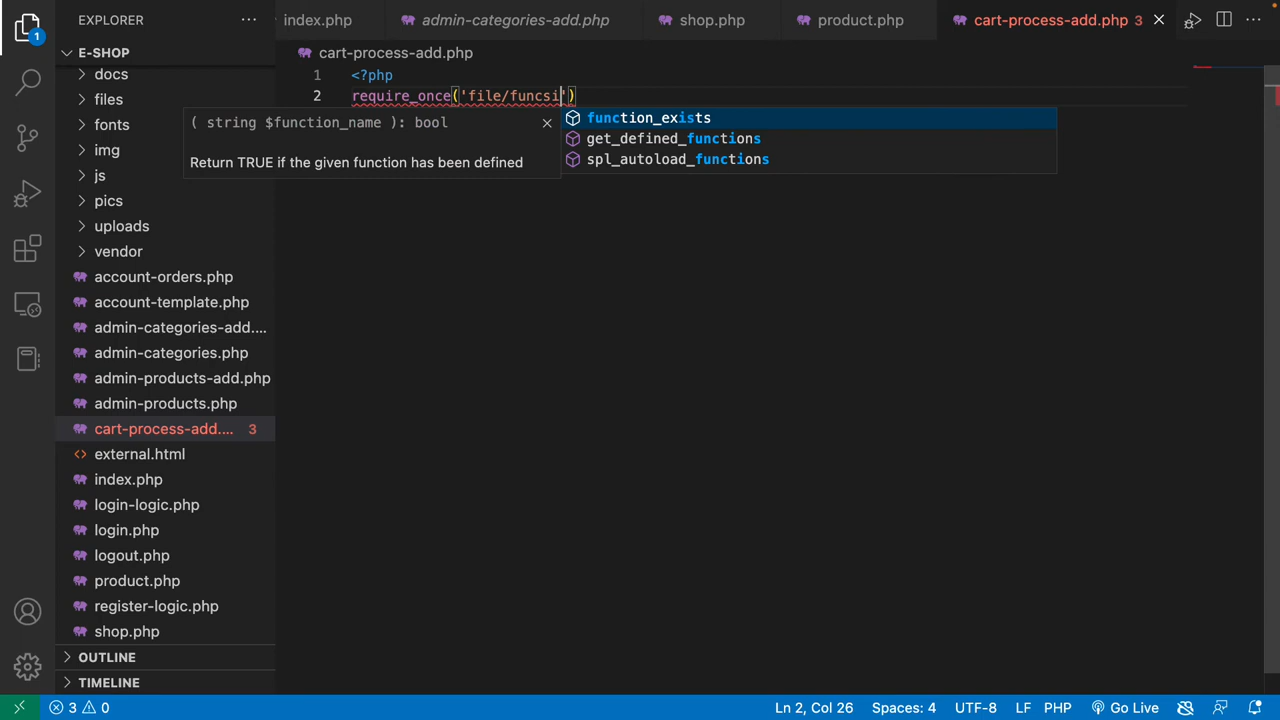 EXPLORER
index.php
admin-categories-add.php
shop.php
product.php
cart-process-add.php 3
E-SHOP
cart-process-add.php
docs
files
fonts
img
js
pics
uploads
vendor
account-orders.php
account-template.php
admin-categories-add....
admin-categories.php
admin-products-add.php
admin-products.php
cart-process-add.... 3
external.html
index.php
login-logic.php
login.php
logout.php
product.php
register-logic.php
shop.php
OUTLINE
TIMELINE
1
1 <?php
2 require_once('file/funcsi')
( string $function_name ): bool
Return TRUE if the given function has been defined
function_exists
get_defined_functions
spl_autoload_functions
3 0
Ln 2, Col 26
Spaces: 4
UTF-8
LF
PHP
Go Live